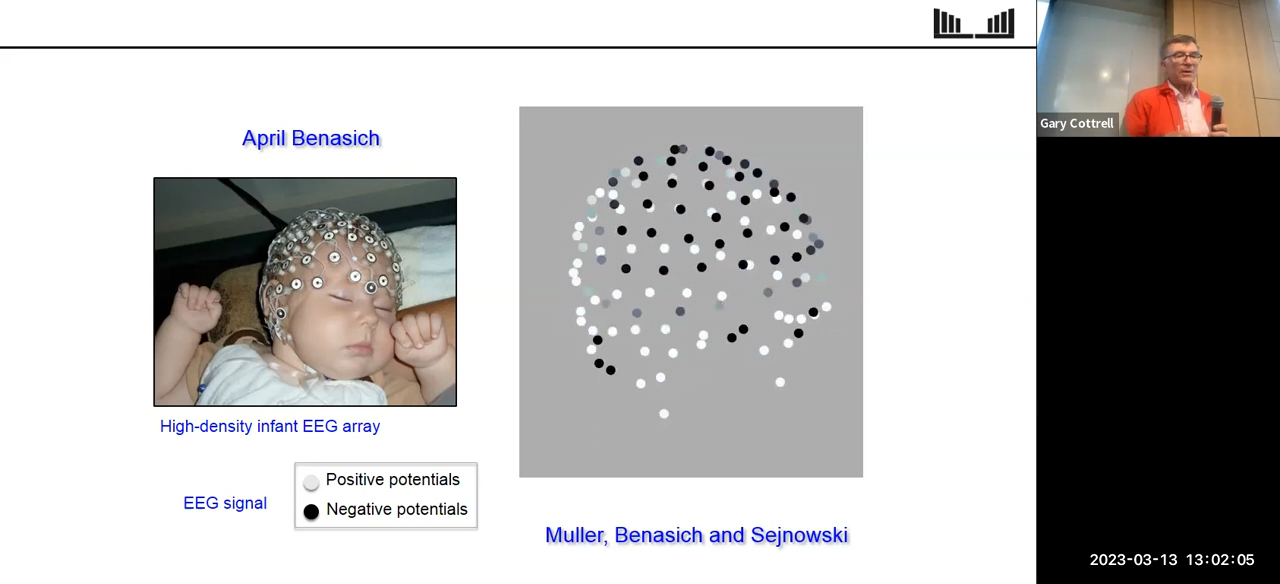 April Benasich
High-density infant EEG array
EEG signal
Positive potentials
Negative potentials
Muller, Benasich and Sejnowski
Gary Cottrell
2023-03-13 13:02:05